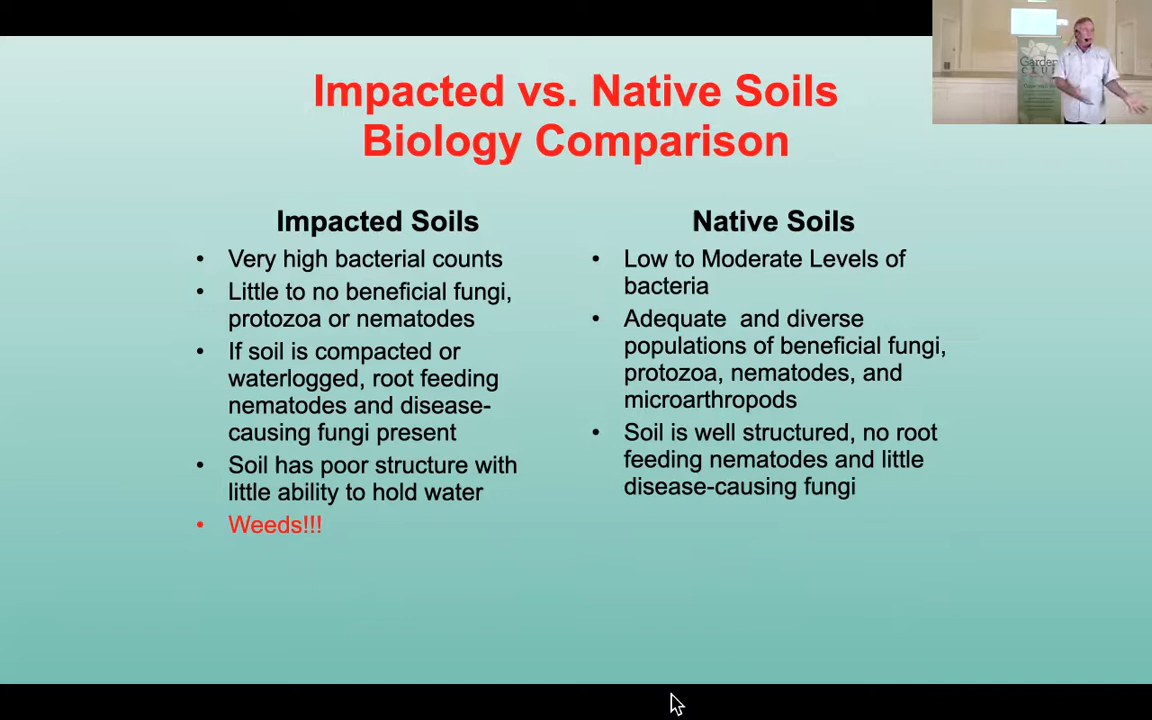 Impacted vs. Native Soils
Biology Comparison
Impacted Soils
• Very high bacterial counts
• Little to no beneficial fungi,
protozoa or nematodes
• If soil is compacted or
waterlogged, root feeding
nematodes and disease-
causing fungi present
• Soil has poor structure with
little ability to hold water
• Weeds!!!
Native Soils
• Low to Moderate Levels of
bacteria
• Adequate  and diverse
populations of beneficial fungi,
protozoa, nematodes, and
microarthropods
• Soil is well structured, no root
feeding nematodes and little
disease-causing fungi
Garden